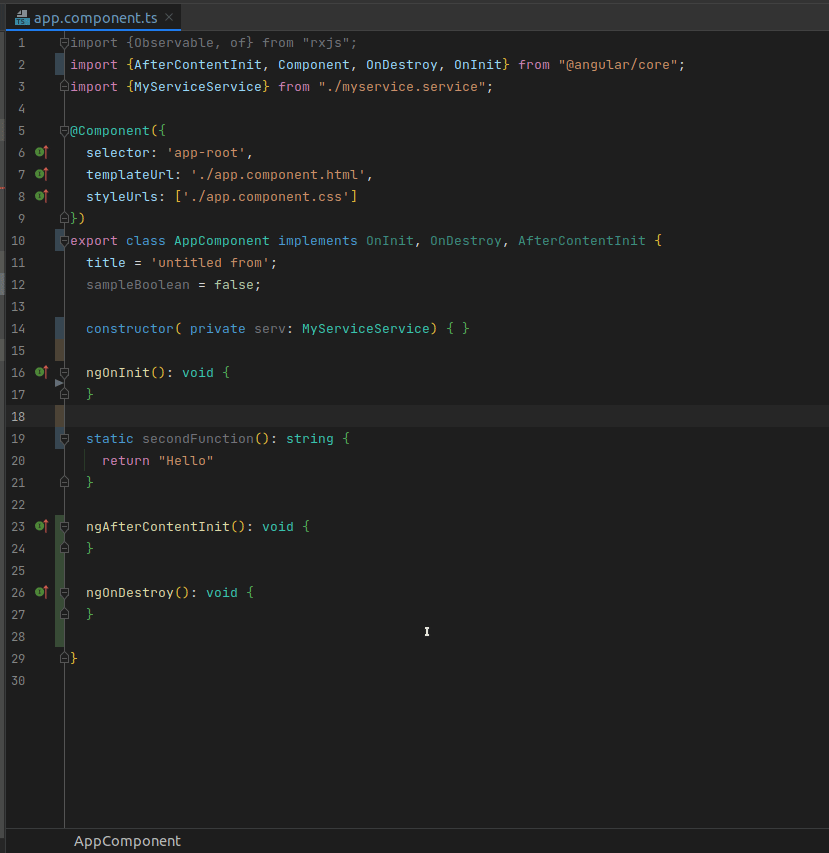 app.component.ts
1 import {Observable, of} from "rxjs";
2 import {AfterContentInit, Component, OnDestroy, OnInit} from "@angular/core";
3 import {MyServiceService} from "./myservice.service";
4
5 @Component({
6 selector: 'app-root',
7 templateUrl: './app.component.html',
8 styleUrls: ['./app.component.css']
9 })
10 export class AppComponent implements OnInit, OnDestroy, AfterContentInit {
11 title = 'untitled from';
12 sampleBoolean = false;
13
14 constructor( private serv: MyServiceService) { }
15
16 ngOnInit(): void {
17 }
18
19 static secondFunction(): string {
20 return "Hello"
21 }
22
23 ngAfterContentInit(): void {
24 }
25
26 ngOnDestroy(): void {
27 }
28
29 }
30
AppComponent